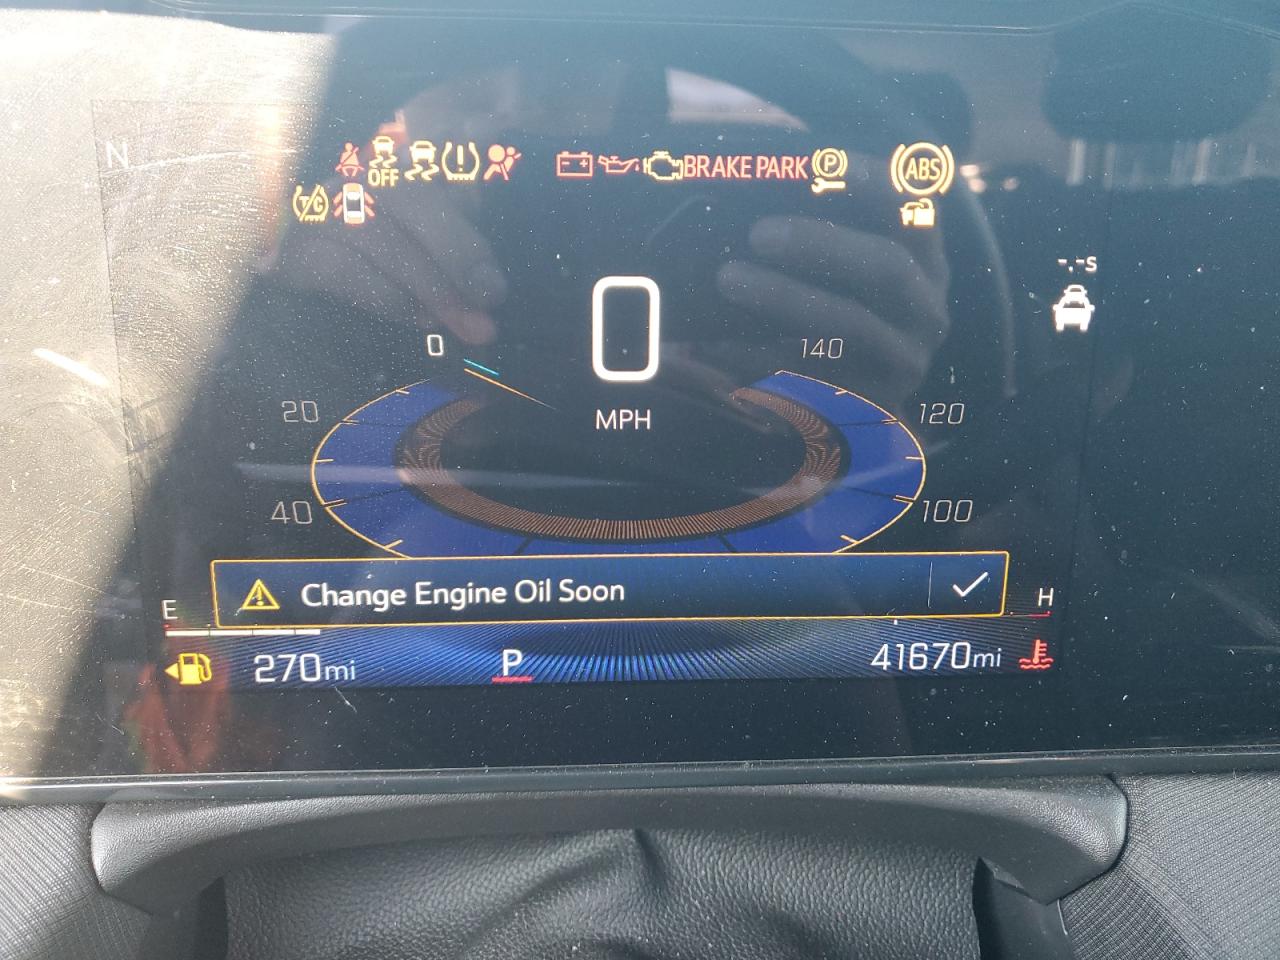 N
OFF
BRAKE PARK
P
ABS
T/C
-.-s
0
0
140
MPH
20
120
40
100
Change Engine Oil Soon
E
H
270mi
P
41670mi